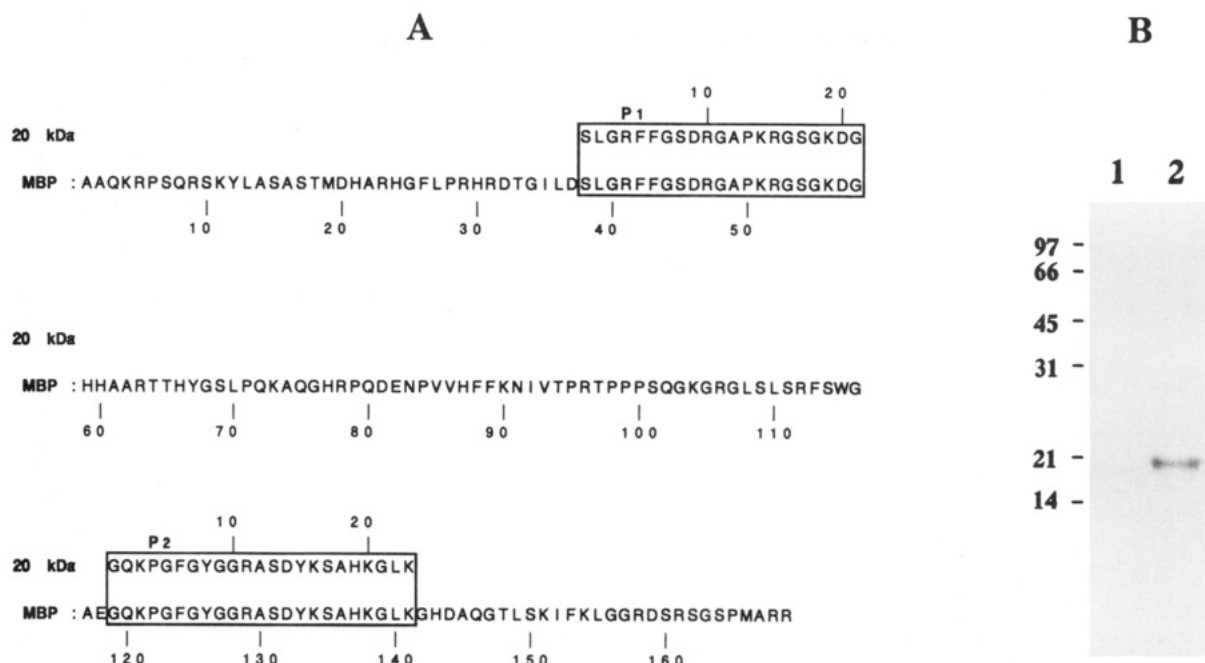 A
B
10 20
P1
20 kDa SLGRFFGSDRGAPKRGSGKDG
MBP :AAQKRPSQRSKYLASASTMDHARHGFLPRHRDTGILDSLGRFFGSDRGAPKRGSGKDG
10 20 30 40 50
20 kDa
MBP :HHAARTTHYGSLPQKAQGHRPQDENPVVHFFKNIVTPRTPPPSQGKGRGLSLSRFSWG
60 70 80 90 100 110
10 20
P2
20 kDa GQKPGFGYGGRASDYKSAHKGLK
MBP :AEGQKPGFGYGGRASDYKSAHKGLKGHDAQGTLSKIFKLGGRDSRSGSPMARR
120 130 140 150 160
1 2
97 -
66 -
45 -
31 -
21 -
14 -